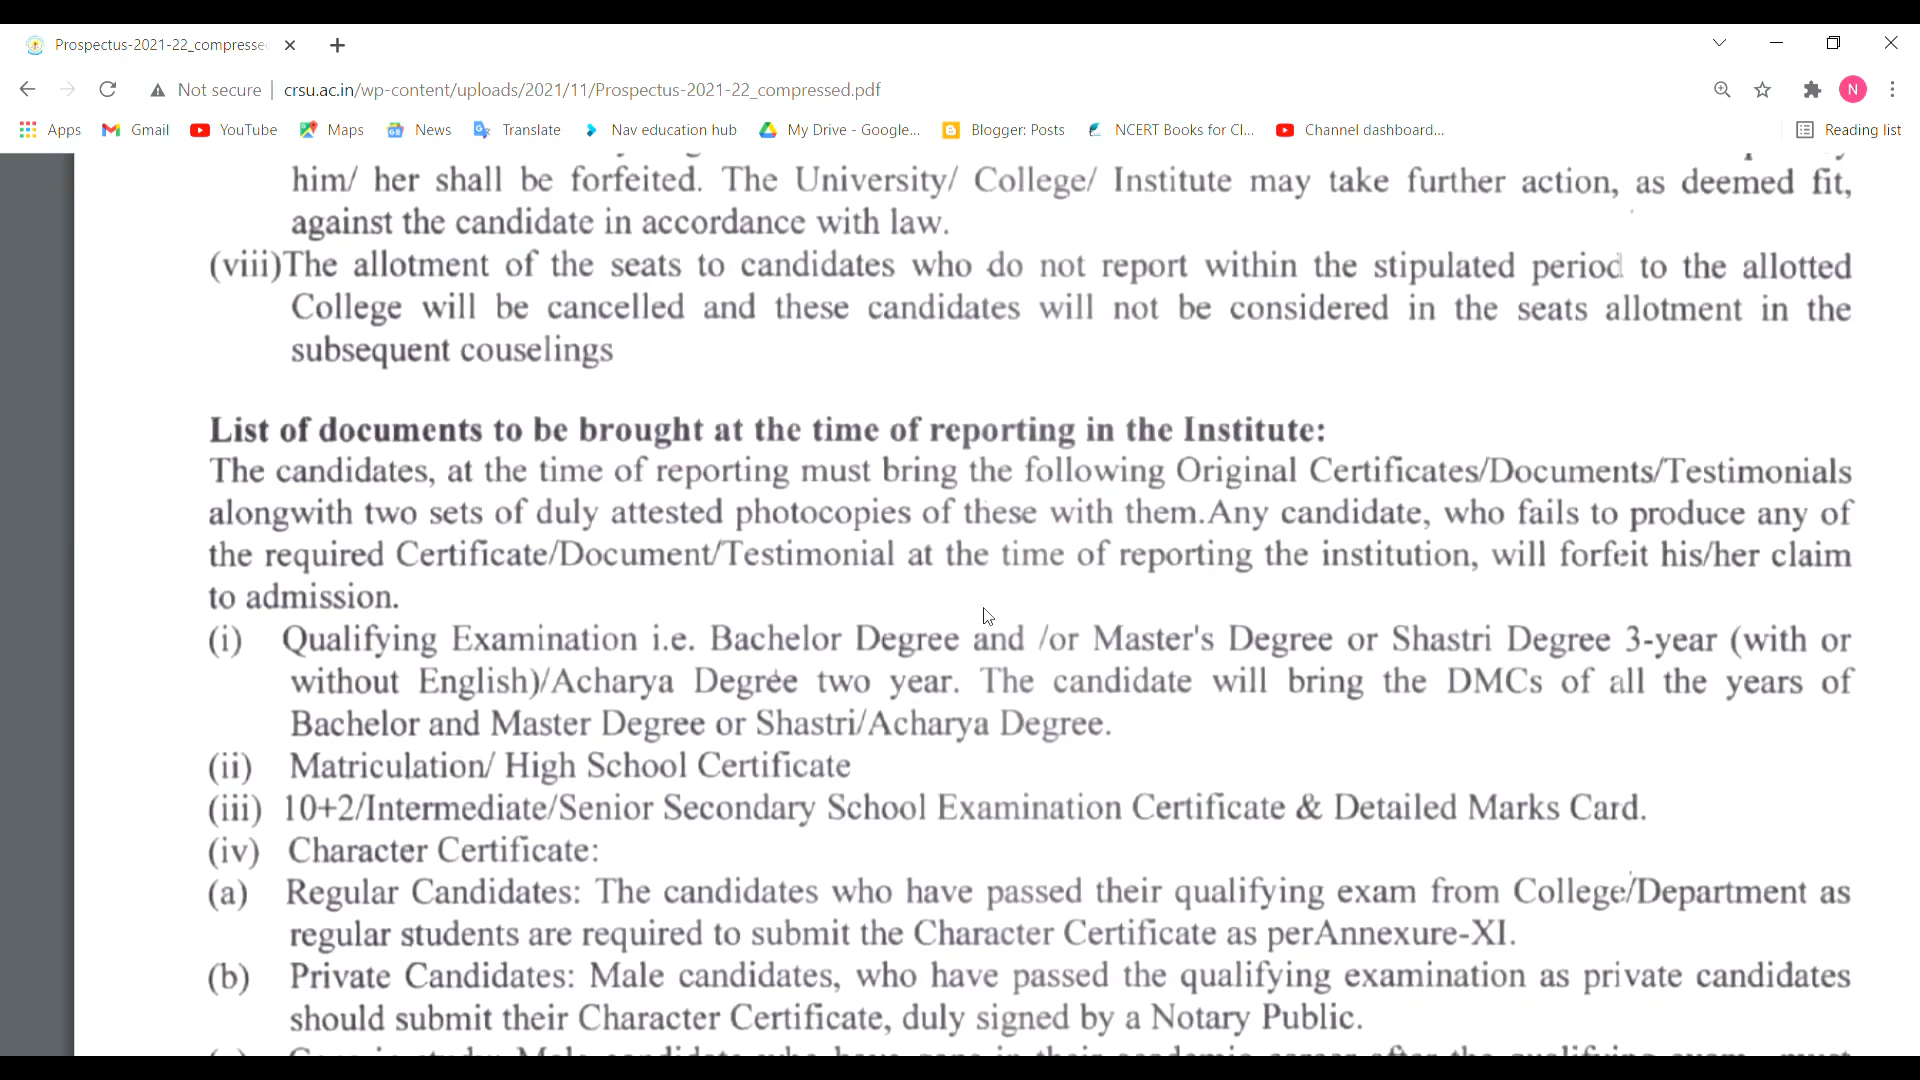 Prospectus-2021-22_compresse
Not secure | crsu.ac.in/wp-content/uploads/2021/11/Prospectus-2021-22_compressed.pdf
N
Apps Gmail YouTube Maps News Translate Nav education hub My Drive - Google... Blogger: Posts NCERT Books for Cl... Channel dashboard... Reading list
him/ her shall be forfeited. The University/ College/ Institute may take further action, as deemed fit,
against the candidate in accordance with law.
(viii)The allotment of the seats to candidates who do not report within the stipulated period to the allotted
College will be cancelled and these candidates will not be considered in the seats allotment in the
subsequent couselings
List of documents to be brought at the time of reporting in the Institute:
The candidates, at the time of reporting must bring the following Original Certificates/Documents/Testimonials
alongwith two sets of duly attested photocopies of these with them.Any candidate, who fails to produce any of
the required Certificate/Document/Testimonial at the time of reporting the institution, will forfeit his/her claim
to admission.
(i) Qualifying Examination i.e. Bachelor Degree and /or Master's Degree or Shastri Degree 3-year (with or
without English)/Acharya Degree two year. The candidate will bring the DMCs of all the years of
Bachelor and Master Degree or Shastri/Acharya Degree.
(ii) Matriculation/ High School Certificate
(iii) 10+2/Intermediate/Senior Secondary School Examination Certificate & Detailed Marks Card.
(iv) Character Certificate:
(a) Regular Candidates: The candidates who have passed their qualifying exam from College/Department as
regular students are required to submit the Character Certificate as perAnnexure-XI.
(b) Private Candidates: Male candidates, who have passed the qualifying examination as private candidates
should submit their Character Certificate, duly signed by a Notary Public.